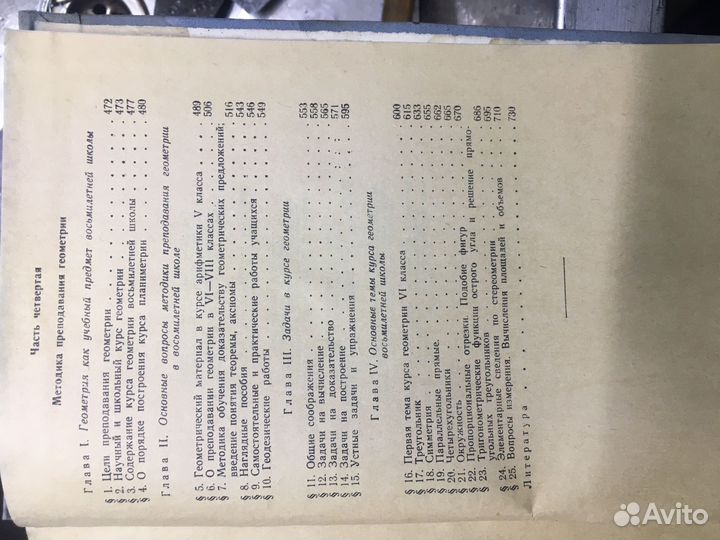 Часть четвертая
Методика преподавания геометрии
Глава I. Геометрия как учебный предмет восьмилетней школы
§ 1. Цели преподавания геометрии . . . 472
§ 2. Научный и школьный курс геометрии . . . 473
§ 3. Содержание курса геометрии восьмилетней школы . . . 477
§ 4. О порядке построения курса планиметрии . . . 480
Глава II. Основные вопросы методики преподавания геометрии
в восьмилетней школе
§ 5. Геометрический материал в курсе арифметики V класса . . . 489
§ 6. О преподавании геометрии в VI—VIII классах . . . 506
§ 7. Методика обучения доказательству геометрических предложений;
введение понятия теоремы, аксиомы . . . 516
§ 8. Наглядные пособия . . . 543
§ 9. Самостоятельные и практические работы учащихся . . . 546
§ 10. Геодезические работы . . . 549
Глава III. Задачи в курсе геометрии
§ 11. Общие соображения . . . 553
§ 12. Задачи на вычисление . . . 558
§ 13. Задачи на доказательство . . . 565
§ 14. Задачи на построение . . . 571
§ 15. Устные задачи и упражнения . . . 595
Глава IV. Основные темы курса геометрии
восьмилетней школы
§ 16. Первая тема курса геометрии VI класса . . . 600
§ 17. Треугольник . . . 615
§ 18. Симметрия . . . 633
§ 19. Параллельные прямые. . . . 655
§ 20. Четырехугольники . . . 662
§ 21. Окружность . . . 665
§ 22. Пропорциональные отрезки. Подобие фигур . . . 670
§ 23. Тригонометрические функции острого угла и решение прямо-
угольных треугольников . . . 686
§ 24. Элементарные сведения по стереометрии . . . 695
§ 25. Вопросы измерения. Вычисления площадей и объемов . . . 710
Литература . . . 730
Avito